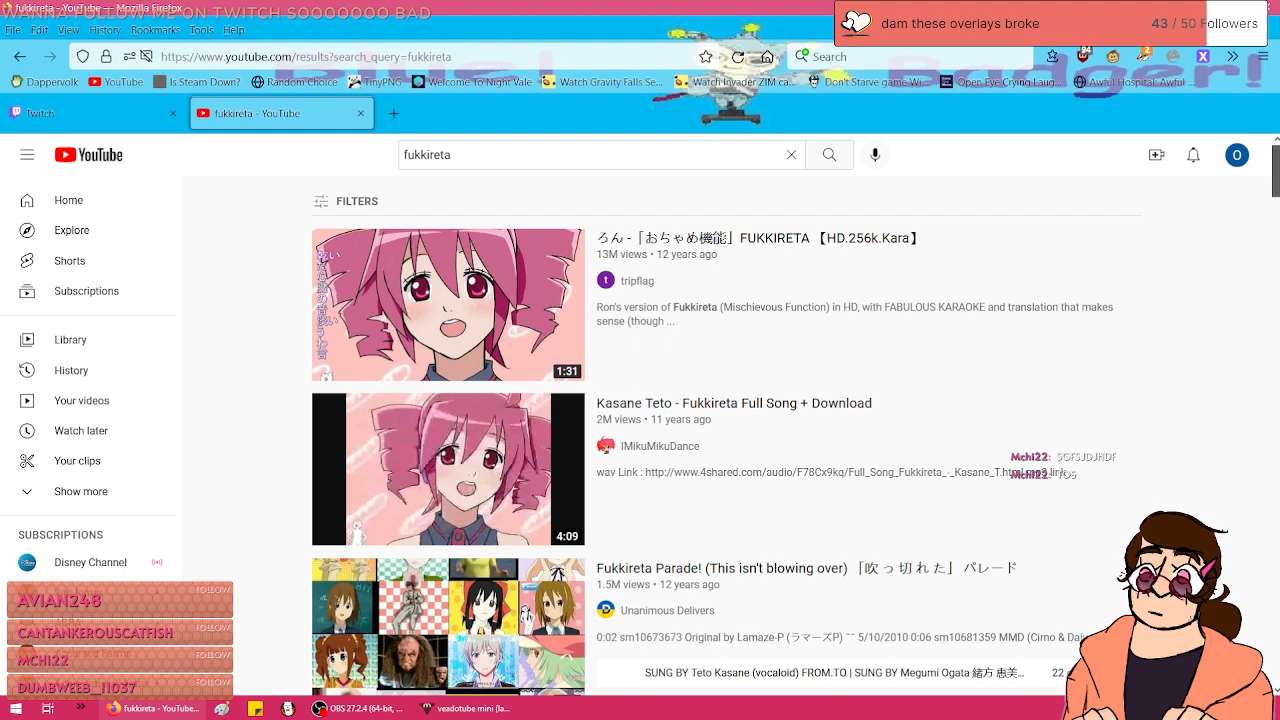 WANNA FOLLOW ME ON TWITCH SOOOOOOO BAD
fukkireta - YouTube — Mozilla Firefox
File Edit View History Bookmarks Tools Help
dam these overlays broke
43 / 50 Followers
https://www.youtube.com/results?search_query=fukkireta
Search
94
2
Dappervolk
YouTube
Is Steam Down?
Random Choice
TinyPNG
Welcome To Night Vale
Watch Gravity Falls Se...
Watch Invader ZIM ca...
Don't Starve game Wi...
Open Eye Crying Laug...
Awful Hospital: Awful ...
Badger!
Twitch
fukkireta - YouTube
YouTube
fukkireta
O
Home
Explore
Shorts
Subscriptions
Library
History
Your videos
Watch later
Your clips
Show more
SUBSCRIPTIONS
Disney Channel
FILTERS
ろん -「おちゃめ機能」FUKKIRETA 【HD.256k.Kara】
13M views • 12 years ago
t
tripflag
Ron's version of Fukkireta (Mischievous Function) in HD, with FABULOUS KARAOKE and translation that makes
sense (though ...
1:31
Kasane Teto - Fukkireta Full Song + Download
2M views • 11 years ago
IMikuMikuDance
wav Link : http://www.4shared.com/audio/F78Cx9kq/Full_Song_Fukkireta_-_Kasane_T.html
4:09
Mchi22: SGFSJDJFIDF
Mchi22: TOS
Fukkireta Parade! (This isn't blowing over) 「吹っ切れた」パレード
1.5M views • 12 years ago
Unanimous Delivers
0:02 sm10673673 Original by Lamaze-P (ラマーズP) ~~ 5/10/2010 0:06 sm10681359 MMD (Cirno &
SUNG BY Teto Kasane (vocaloid) FROM.TO | SUNG BY Megumi Ogata 緒方 恵美...
22
AVIAN248 FOLLOW
CANTANKEROUSCATFISH FOLLOW
MCHI22 FOLLOW
DUMBWEEB_11037 FOLLOW
fukkireta - YouTube...
OBS 27.2.4 (64-bit, ...
veadotube mini (la...